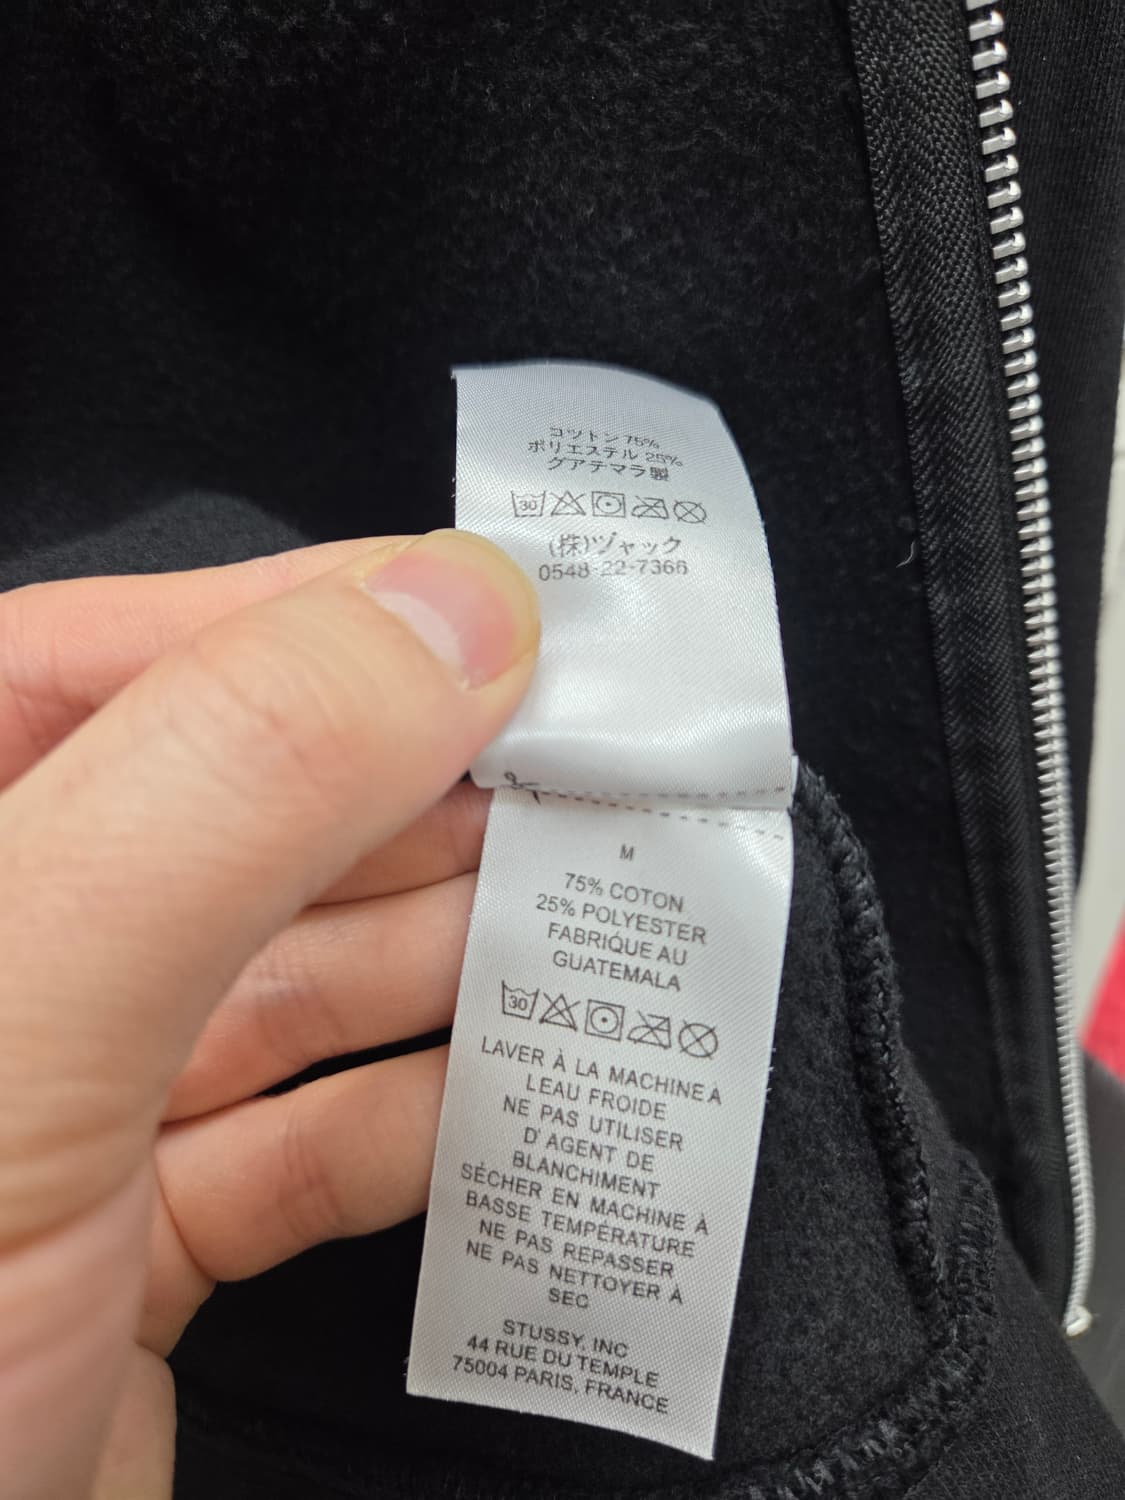 コットン 75%
ポリエステル 25%
グアテマラ製
30
(株)ヅャック
0548-22-7366
M
75% COTON
25% POLYESTER
FABRIQUE AU
GUATEMALA
30
LAVER À LA MACHINE A
LEAU FROIDE
NE PAS UTILISER
D' AGENT DE
BLANCHIMENT
SÉCHER EN MACHINE À
BASSE TEMPÉRATURE
NE PAS REPASSER
NE PAS NETTOYER À
SEC
STUSSY, INC
44 RUE DU TEMPLE
75004 PARIS, FRANCE